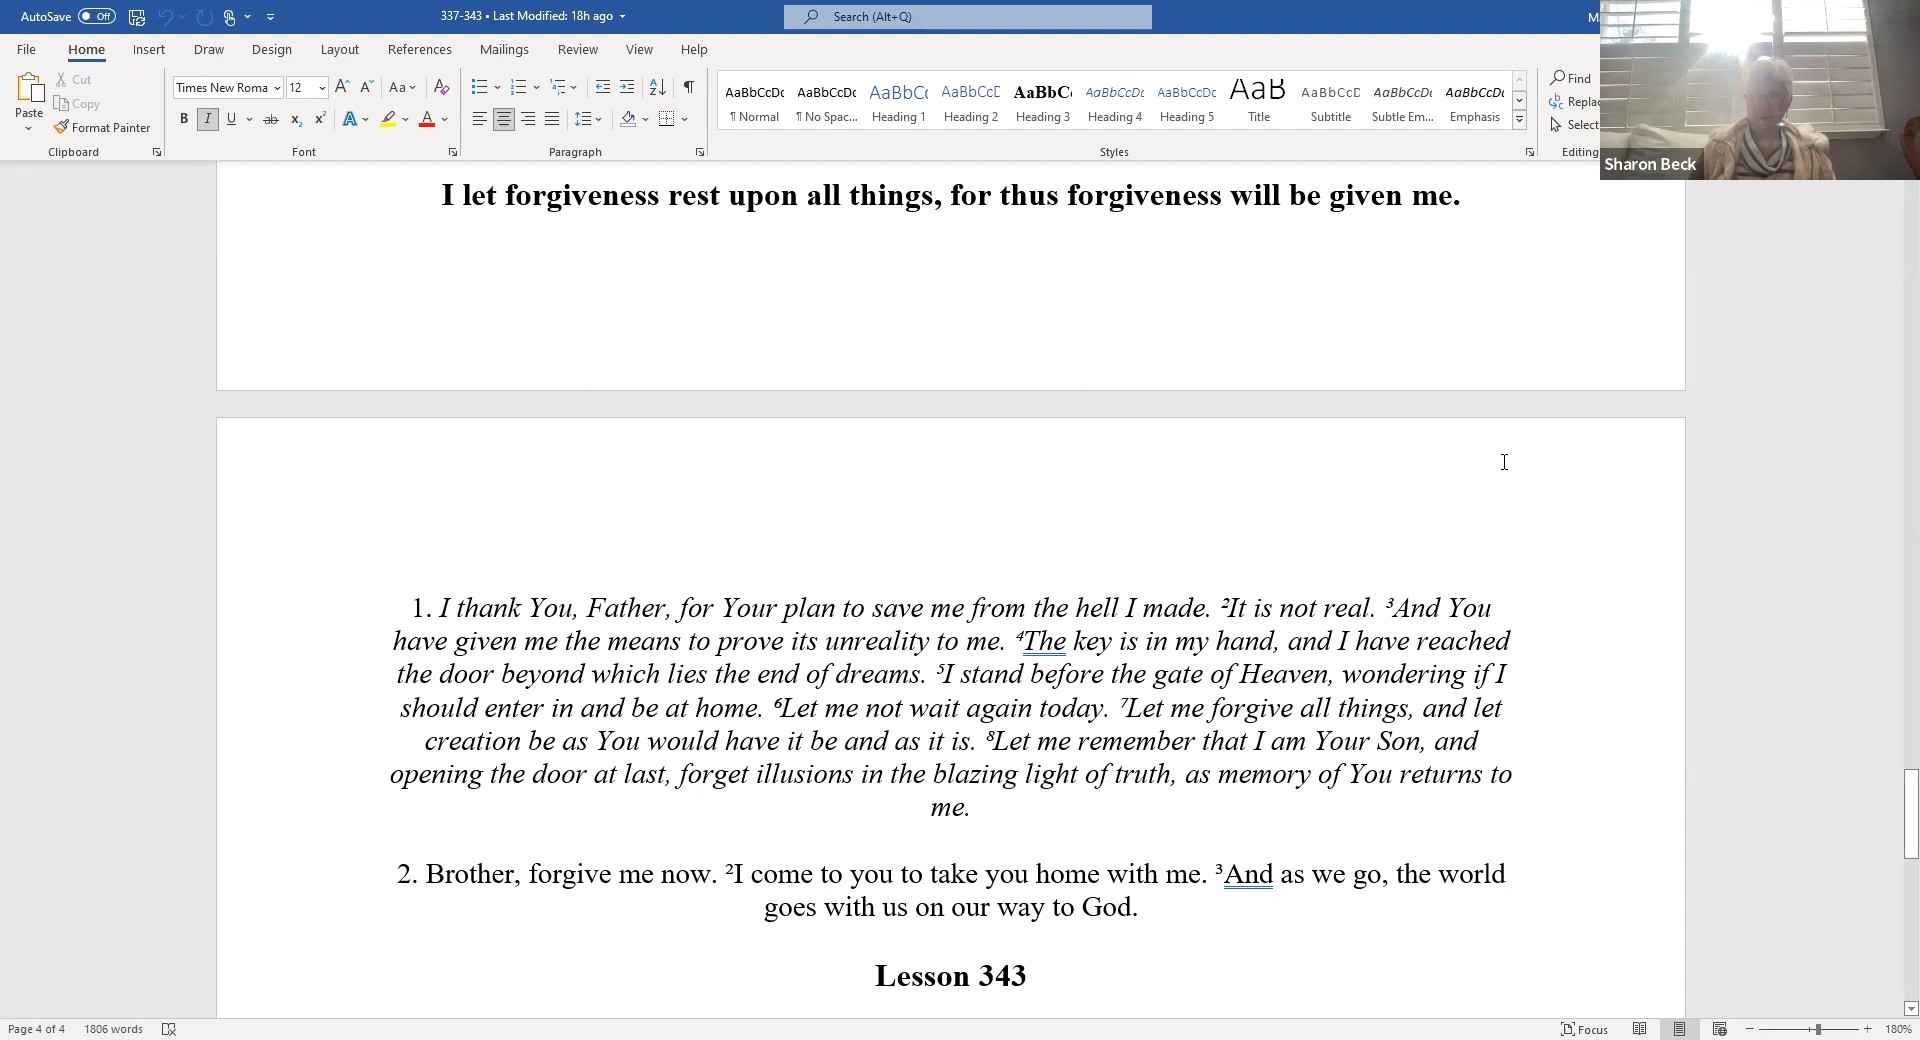 AutoSave Off 337-343 • Last Modified: 18h ago Search (Alt+Q)
File Home Insert Draw Design Layout References Mailings Review View Help
Paste Cut Copy Format Painter
Times New Roma 12 Aa
B I U ab x₂ x² A A
AaBbCcDc AaBbCcDc AaBbC( AaBbCcE AaBbC( AaBbCcDc AaBbCcDc AaB AaBbCcD AaBbCcDc AaBbCcDc
¶ Normal ¶ No Spac... Heading 1 Heading 2 Heading 3 Heading 4 Heading 5 Title Subtitle Subtle Em... Emphasis
Find
Replac
Select
Clipboard Font Paragraph Styles Editing
Sharon Beck
I let forgiveness rest upon all things, for thus forgiveness will be given me.
1. I thank You, Father, for Your plan to save me from the hell I made. ²It is not real. ³And You
have given me the means to prove its unreality to me. ⁴The key is in my hand, and I have reached
the door beyond which lies the end of dreams. ⁵I stand before the gate of Heaven, wondering if I
should enter in and be at home. ⁶Let me not wait again today. ⁷Let me forgive all things, and let
creation be as You would have it be and as it is. ⁸Let me remember that I am Your Son, and
opening the door at last, forget illusions in the blazing light of truth, as memory of You returns to
me.
2. Brother, forgive me now. ²I come to you to take you home with me. ³And as we go, the world
goes with us on our way to God.
Lesson 343
Page 4 of 4 1806 words Focus 180%